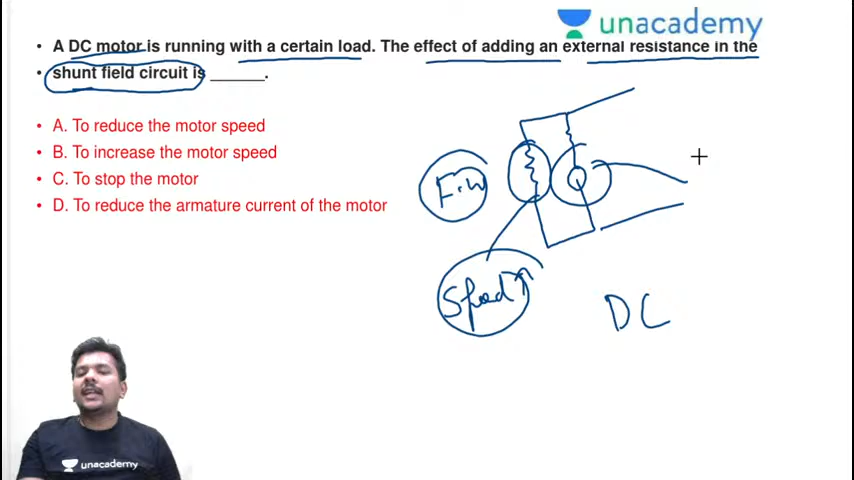 unacademy
• A DC motor is running with a certain load. The effect of adding an external resistance in the
• shunt field circuit is ______.
• A. To reduce the motor speed
• B. To increase the motor speed
• C. To stop the motor
• D. To reduce the armature current of the motor
F.W
Speed↑
DC
unacademy